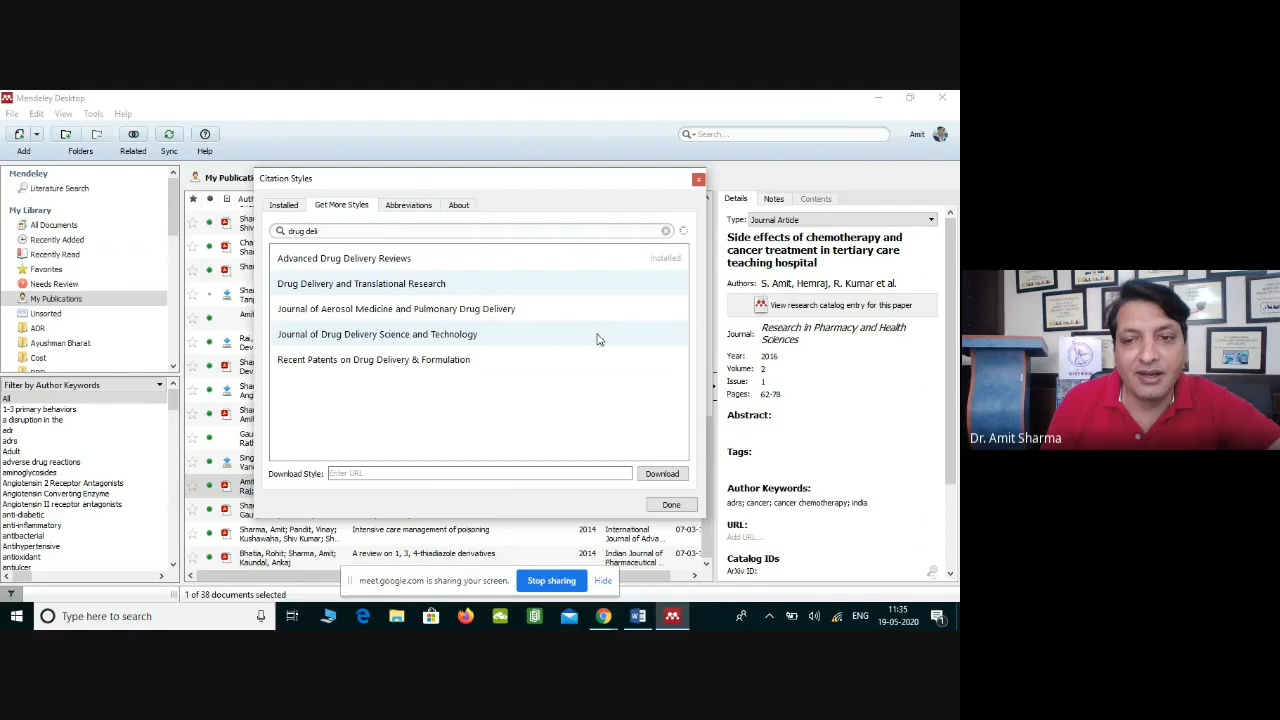 Mendeley Desktop
File Edit View Tools Help
Search...
Amit
Add Folders Related Sync Help
Mendeley
Literature Search
My Library
All Documents
Recently Added
Recently Read
Favorites
Needs Review
My Publications
Unsorted
ADR
Ayushman Bharat
Cost
Filter by Author Keywords
All
1-3 primary behaviors
a disruption in the
adr
adrs
Adult
adverse drug reactions
aminoglycosides
Angiotensin 2 Receptor Antagonists
Angiotensin Converting Enzyme
Angiotensin II receptor antagonists
anti-diabetic
anti-inflammatory
antibacterial
Antihypertensive
antioxidant
antiulcer
Citation Styles
Installed Get More Styles Abbreviations About
drug deli
Advanced Drug Delivery Reviews Installed
Drug Delivery and Translational Research
Journal of Aerosol Medicine and Pulmonary Drug Delivery
Journal of Drug Delivery Science and Technology
Recent Patents on Drug Delivery & Formulation
Download Style: Enter URL Download
Done
Sharma, Amit; Pandit, Vinay; Intensive care management of poisoning 2014 International 07-03-1
Kushawaha, Shiv Kumar; Sh... Journal of Adva...
Bhatia, Rohit; Sharma, Amit; A review on 1, 3, 4-thiadiazole derivatives 2014 Indian Journal of 07-03-1
Kaundal, Ankaj Pharmaceutical ...
1 of 38 documents selected
Details Notes Contents
Type: Journal Article
Side effects of chemotherapy and
cancer treatment in tertiary care
teaching hospital
Authors: S. Amit, Hemraj, R. Kumar et al.
View research catalog entry for this paper
Journal: Research in Pharmacy and Health
Sciences
Year: 2016
Volume: 2
Issue: 1
Pages: 62-78
Abstract:
Tags:
Author Keywords:
adrs; cancer; cancer chemotherapy; india
URL:
Add URL...
Catalog IDs
ArXiv ID:
meet.google.com is sharing your screen. Stop sharing Hide
Type here to search
ENG
11:35
19-05-2020
1
Dr. Amit Sharma